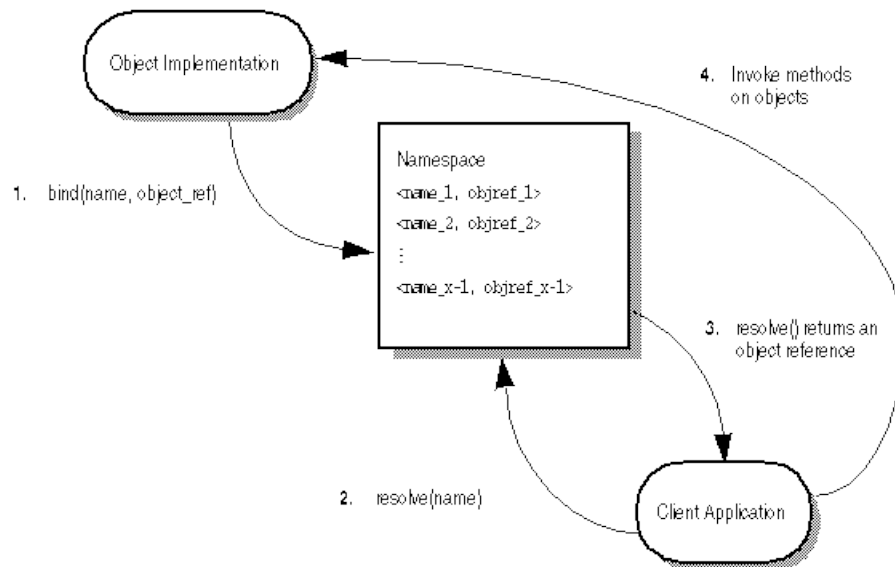 Object Implementation
4. Invoke methods
on objects
Namespace
<name_1, objref_1>
<name_2, objref_2>
⋮
<name_x-1, objref_x-1>
1. bind(name, object_ref)
3. resolve() returns an
object reference
2. resolve(name)
Client Application